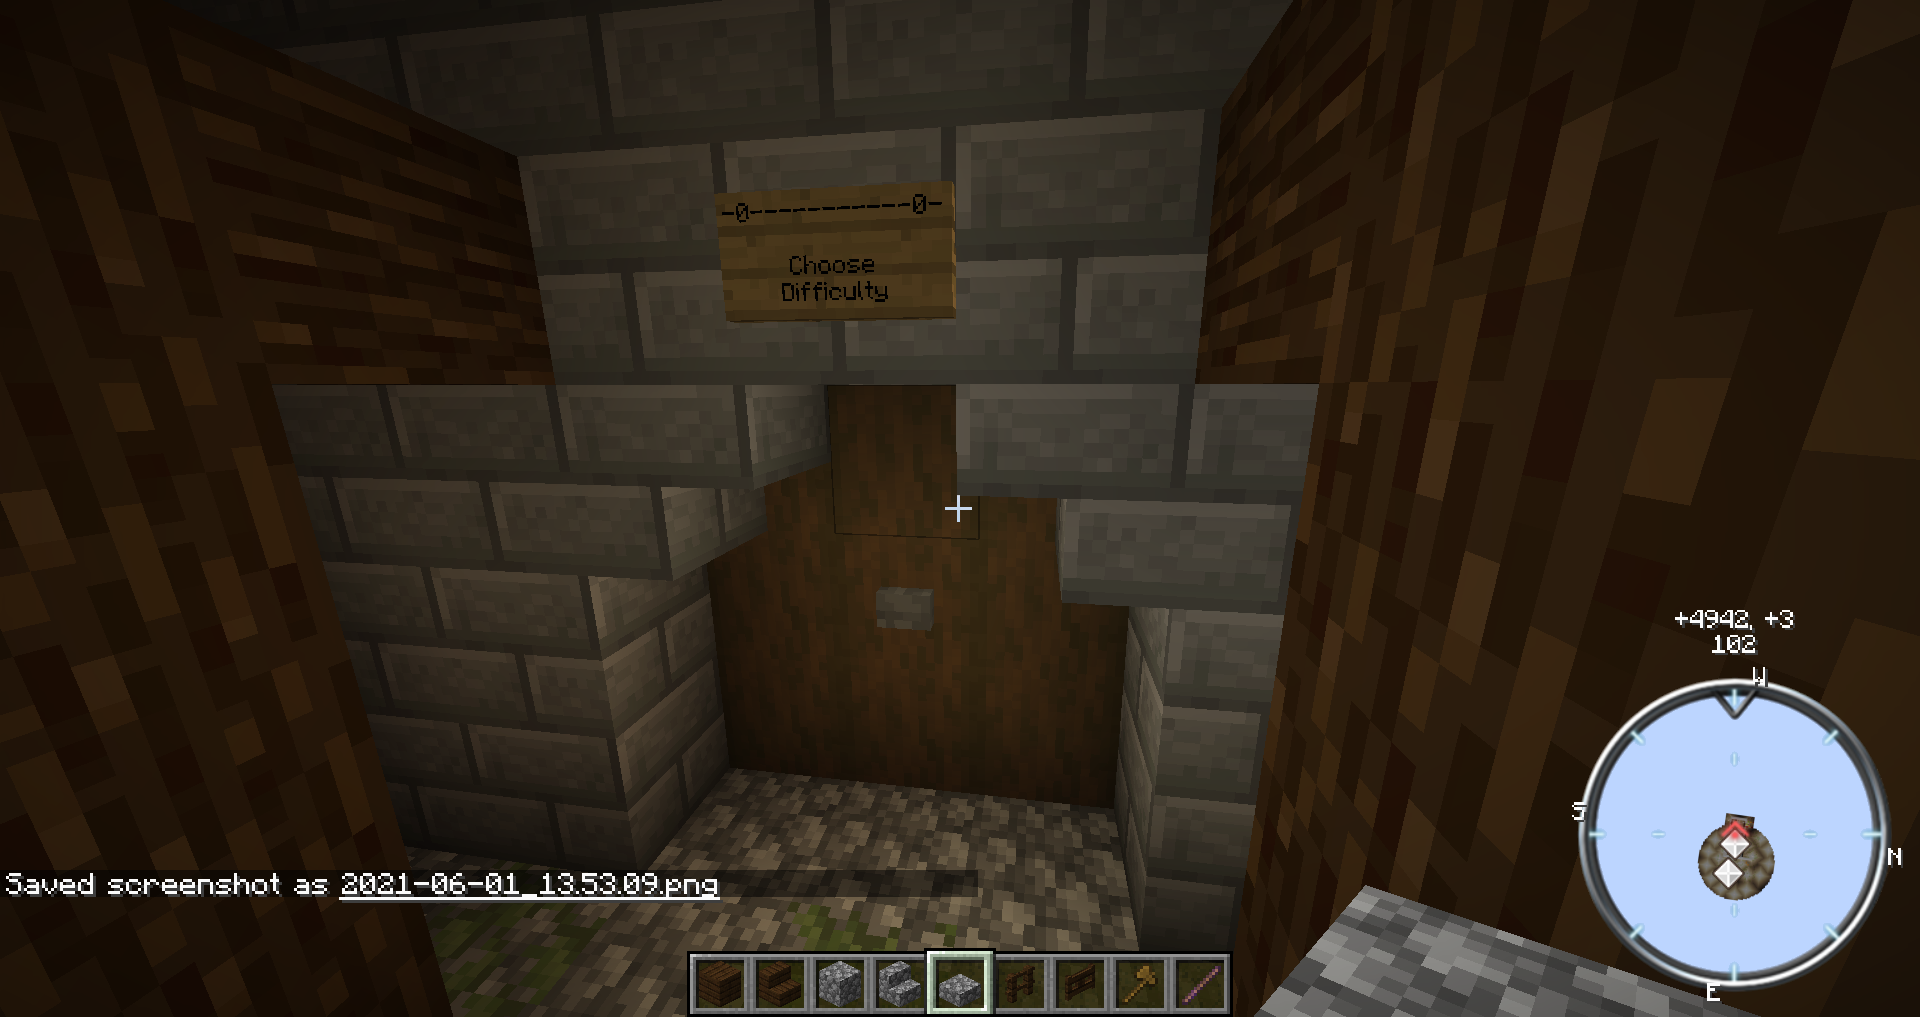 -0-----------0-
Choose
Difficulty
+4942, +3
102
W
S
N
E
Saved screenshot as 2021-06-01_13.53.09.png